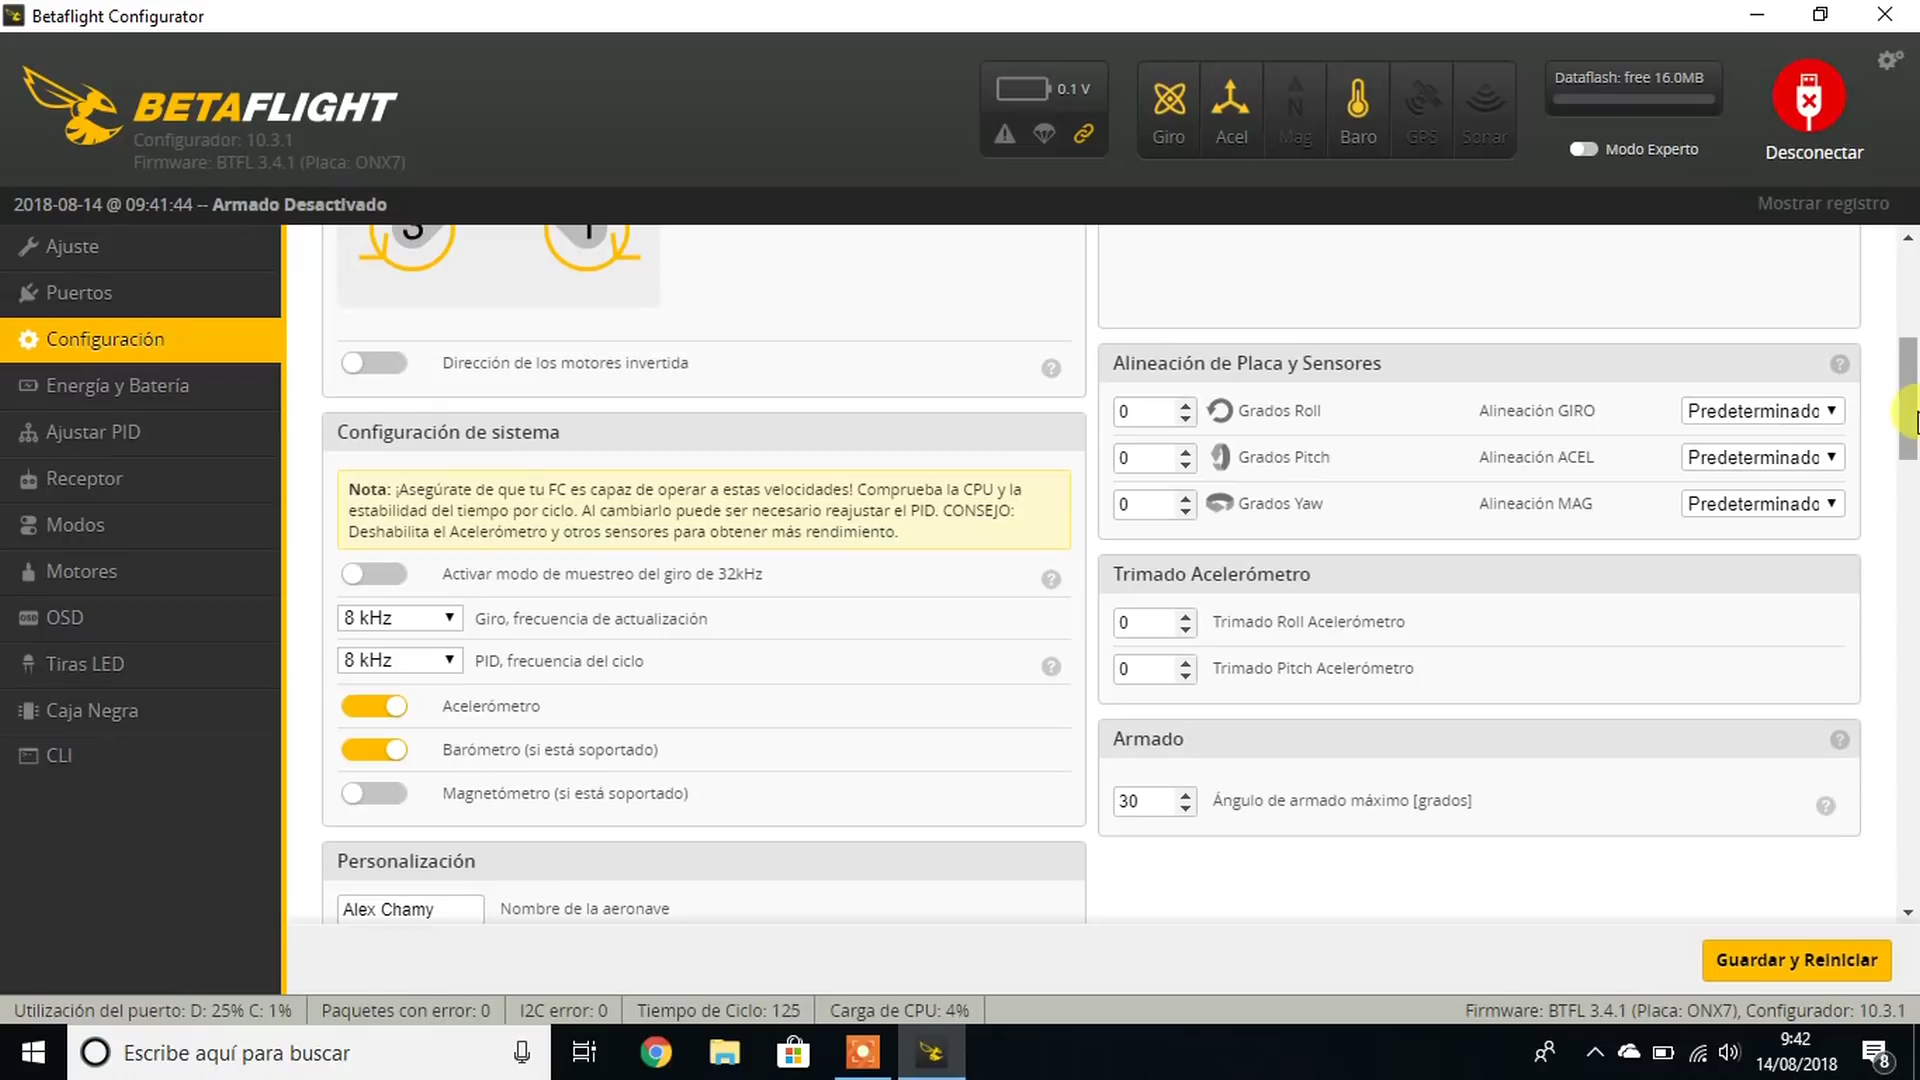 Betaflight Configurator
BETAFLIGHT
Configurador: 10.3.1
Firmware: BTFL 3.4.1 (Placa: ONX7)
0.1 V
Giro
Acel
Mag
Baro
GPS
Sonar
Dataflash: free 16.0MB
Modo Experto
Desconectar
2018-08-14 @ 09:41:44 -- Armado Desactivado
Mostrar registro
Ajuste
Puertos
Configuración
Energía y Batería
Ajustar PID
Receptor
Modos
Motores
OSD
Tiras LED
Caja Negra
CLI
3
1
Dirección de los motores invertida
Configuración de sistema
Nota: ¡Asegúrate de que tu FC es capaz de operar a estas velocidades! Comprueba la CPU y la
estabilidad del tiempo por ciclo. Al cambiarlo puede ser necesario reajustar el PID. CONSEJO:
Deshabilita el Acelerómetro y otros sensores para obtener más rendimiento.
Activar modo de muestreo del giro de 32kHz
8 kHz Giro, frecuencia de actualización
8 kHz PID, frecuencia del ciclo
Acelerómetro
Barómetro (si está soportado)
Magnetómetro (si está soportado)
Personalización
Alex Chamy Nombre de la aeronave
Alineación de Placa y Sensores
0 Grados Roll Alineación GIRO Predeterminado
0 Grados Pitch Alineación ACEL Predeterminado
0 Grados Yaw Alineación MAG Predeterminado
Trimado Acelerómetro
0 Trimado Roll Acelerómetro
0 Trimado Pitch Acelerómetro
Armado
30 Ángulo de armado máximo [grados]
Guardar y Reiniciar
Utilización del puerto: D: 25% C: 1% Paquetes con error: 0 I2C error: 0 Tiempo de Ciclo: 125 Carga de CPU: 4% Firmware: BTFL 3.4.1 (Placa: ONX7), Configurador: 10.3.1
Escribe aquí para buscar
9:42
14/08/2018
8